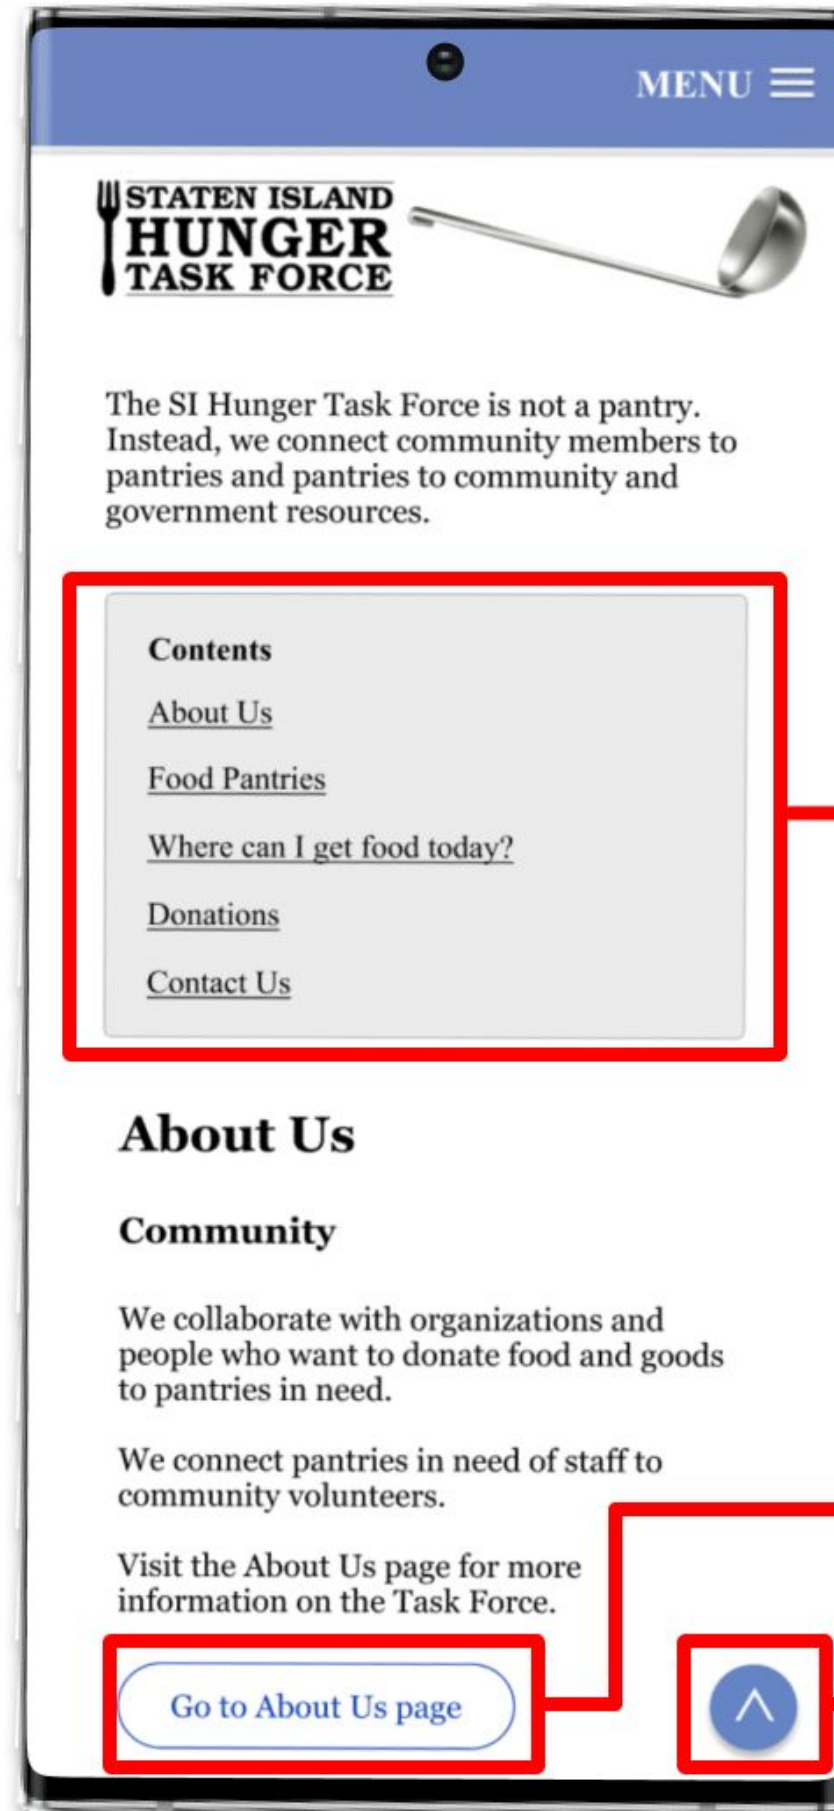 MENU
STATEN ISLAND
HUNGER
TASK FORCE
The SI Hunger Task Force is not a pantry.
Instead, we connect community members to
pantries and pantries to community and
government resources.
Contents
About Us
Food Pantries
Where can I get food today?
Donations
Contact Us
About Us
Community
We collaborate with organizations and
people who want to donate food and goods
to pantries in need.
We connect pantries in need of staff to
community volunteers.
Visit the About Us page for more
information on the Task Force.
Go to About Us page